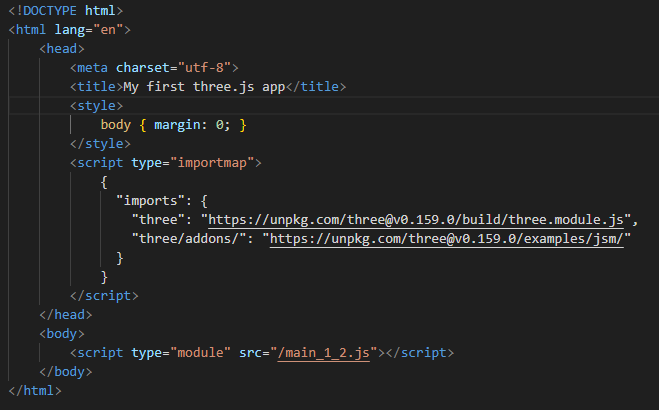 <!DOCTYPE html>
<html lang="en">
<head>
<meta charset="utf-8">
<title>My first three.js app</title>
<style>
body { margin: 0; }
</style>
<script type="importmap">
{
"imports": {
"three": "https://unpkg.com/three@v0.159.0/build/three.module.js",
"three/addons/": "https://unpkg.com/three@v0.159.0/examples/jsm/"
}
}
</script>
</head>
<body>
<script type="module" src="/main_1_2.js"></script>
</body>
</html>